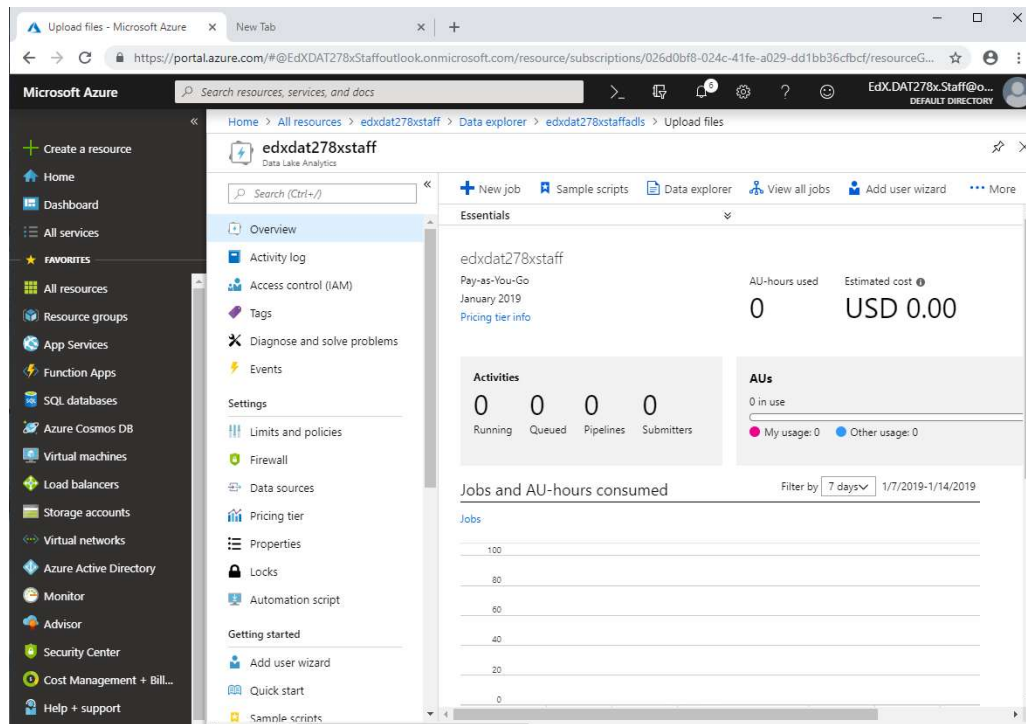 Upload files - Microsoft Azure
New Tab
https://portal.azure.com/#@EdXDAT278xStaffoutlook.onmicrosoft.com/resource/subscriptions/026d0bf8-024c-41fe-a029-dd1bb36cfbcf/resourceG...
Microsoft Azure
Search resources, services, and docs
6
EdX.DAT278x.Staff@o...
DEFAULT DIRECTORY
Create a resource
Home
Dashboard
All services
FAVORITES
All resources
Resource groups
App Services
Function Apps
SQL databases
Azure Cosmos DB
Virtual machines
Load balancers
Storage accounts
Virtual networks
Azure Active Directory
Monitor
Advisor
Security Center
Cost Management + Bill...
Help + support
Home > All resources > edxdat278xstaff > Data explorer > edxdat278xstaffadls > Upload files
edxdat278xstaff
Data Lake Analytics
Search (Ctrl+/)
Overview
Activity log
Access control (IAM)
Tags
Diagnose and solve problems
Events
Settings
Limits and policies
Firewall
Data sources
Pricing tier
Properties
Locks
Automation script
Getting started
Add user wizard
Quick start
Sample scripts
New job Sample scripts Data explorer View all jobs Add user wizard ... More
Essentials
edxdat278xstaff
Pay-as-You-Go
January 2019
Pricing tier info
AU-hours used
0
Estimated cost
USD 0.00
Activities
0 0 0 0
Running Queued Pipelines Submitters
AUs
0 in use
My usage: 0 Other usage: 0
Jobs and AU-hours consumed
Filter by 7 days 1/7/2019-1/14/2019
Jobs
100
80
60
40
20
0